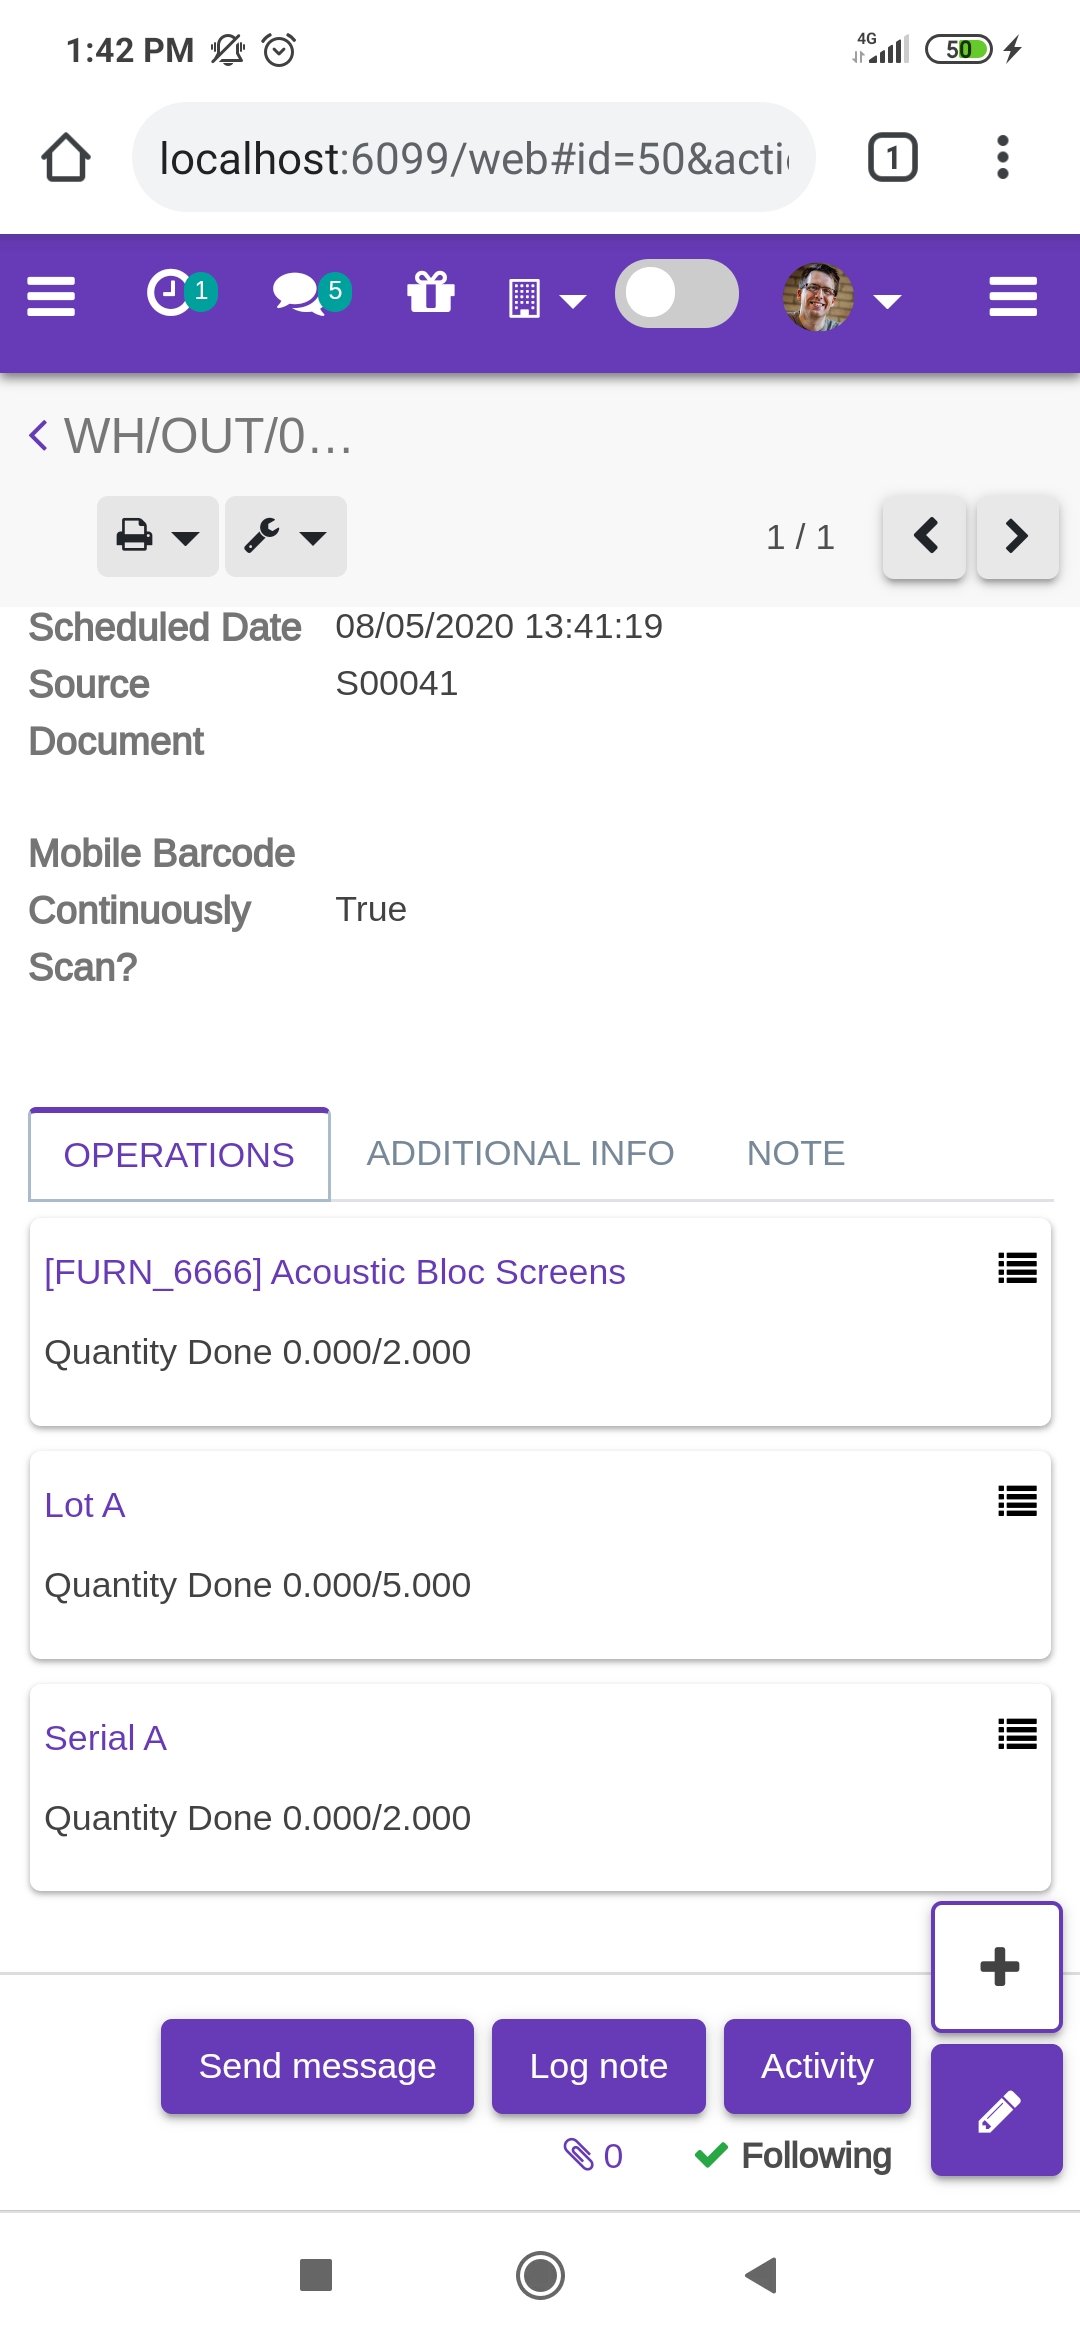 1:42 PM 4G 50
localhost:6099/web#id=50&acti
1 5
WH/OUT/0...
1 / 1
Scheduled Date 08/05/2020 13:41:19
Source S00041
Document
Mobile Barcode
Continuously True
Scan?
OPERATIONS ADDITIONAL INFO NOTE
[FURN_6666] Acoustic Bloc Screens
Quantity Done 0.000/2.000
Lot A
Quantity Done 0.000/5.000
Serial A
Quantity Done 0.000/2.000
Send message Log note Activity
0 Following